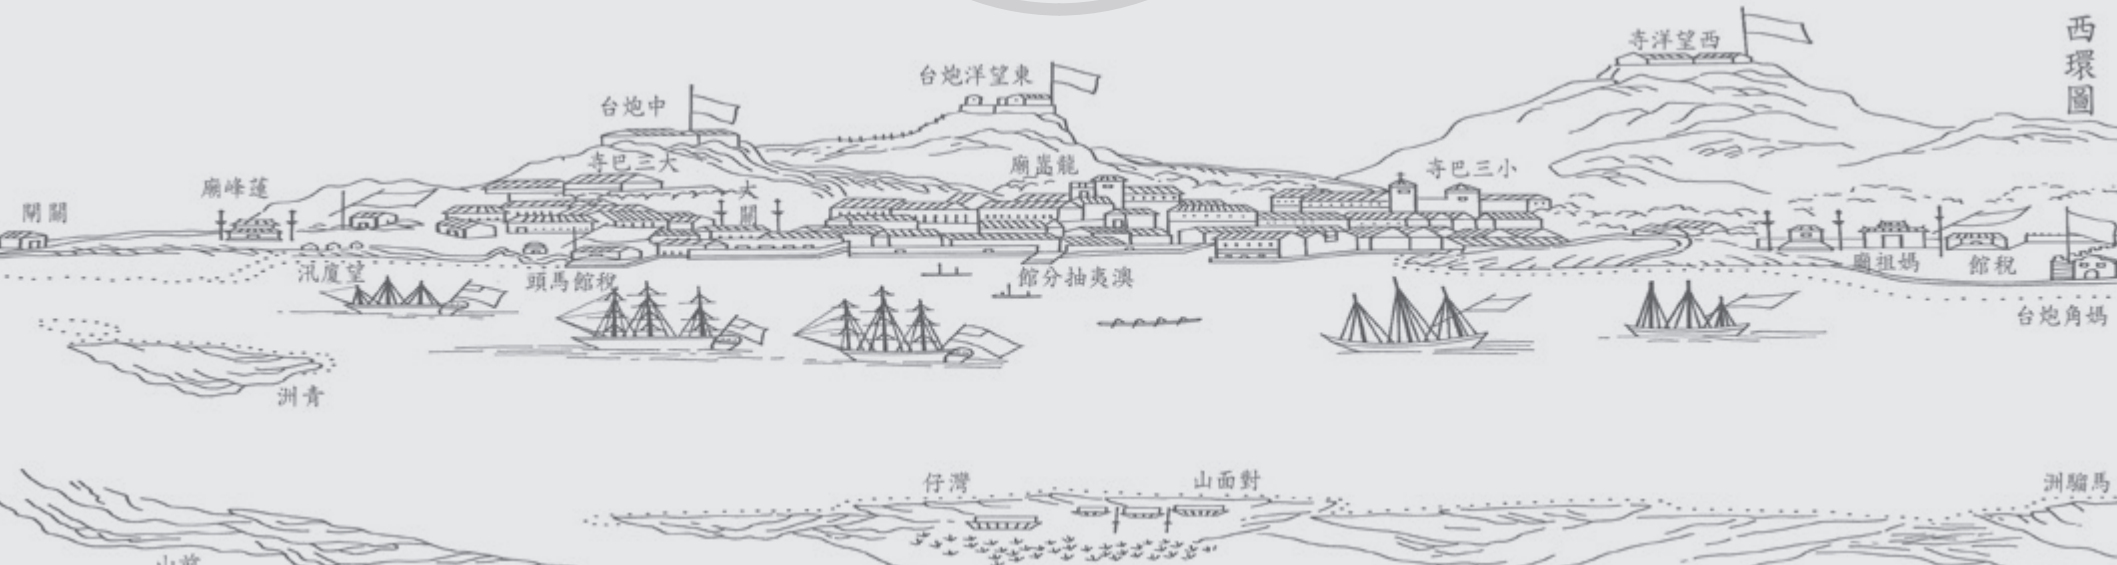 西環圖
西望洋寺
東望洋炮台
中炮台
小三巴寺
龍嵩廟
大三巴寺
大關
蓮峰廟
關閘
媽角炮台
稅館
媽祖廟
澳夷抽分館
稅館馬頭
望廈汛
青洲
馬騮洲
對面山
灣仔
前山